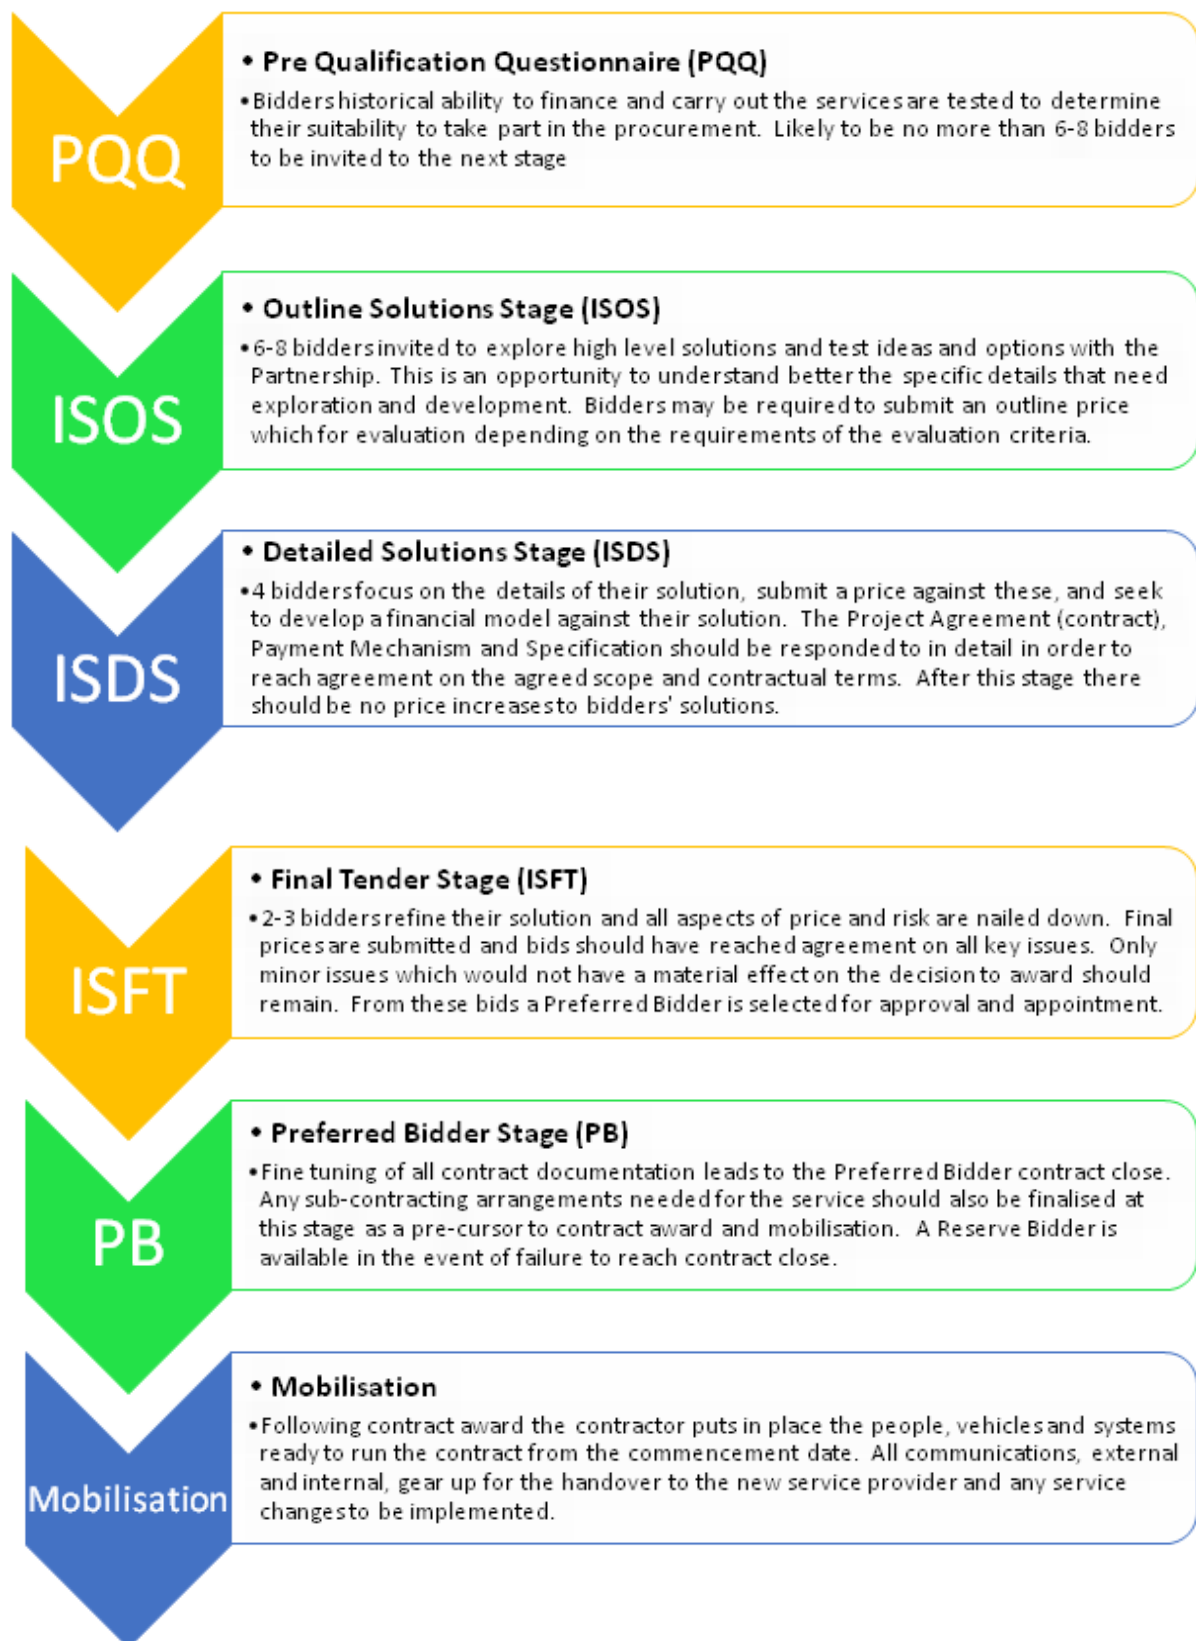 PQQ
• Pre Qualification Questionnaire (PQQ)
•Bidders historical ability to finance and carry out the services are tested to determine
their suitability to take part in the procurement. Likely to be no more than 6-8 bidders
to be invited to the next stage
ISOS
• Outline Solutions Stage (ISOS)
•6-8 bidders invited to explore high level solutions and test ideas and options with the
Partnership. This is an opportunity to understand better the specific details that need
exploration and development. Bidders may be required to submit an outline price
which for evaluation depending on the requirements of the evaluation criteria.
ISDS
• Detailed Solutions Stage (ISDS)
•4 bidders focus on the details of their solution, submit a price against these, and seek
to develop a financial model against their solution. The Project Agreement (contract),
Payment Mechanism and Specification should be responded to in detail in order to
reach agreement on the agreed scope and contractual terms. After this stage there
should be no price increases to bidders' solutions.
ISFT
• Final Tender Stage (ISFT)
•2-3 bidders refine their solution and all aspects of price and risk are nailed down. Final
prices are submitted and bids should have reached agreement on all key issues. Only
minor issues which would not have a material effect on the decision to award should
remain. From these bids a Preferred Bidder is selected for approval and appointment.
PB
• Preferred Bidder Stage (PB)
•Fine tuning of all contract documentation leads to the Preferred Bidder contract close.
Any sub-contracting arrangements needed for the service should also be finalised at
this stage as a pre-cursor to contract award and mobilisation. A Reserve Bidder is
available in the event of failure to reach contract close.
Mobilisation
• Mobilisation
•Following contract award the contractor puts in place the people, vehicles and systems
ready to run the contract from the commencement date. All communications, external
and internal, gear up for the handover to the new service provider and any service
changes to be implemented.